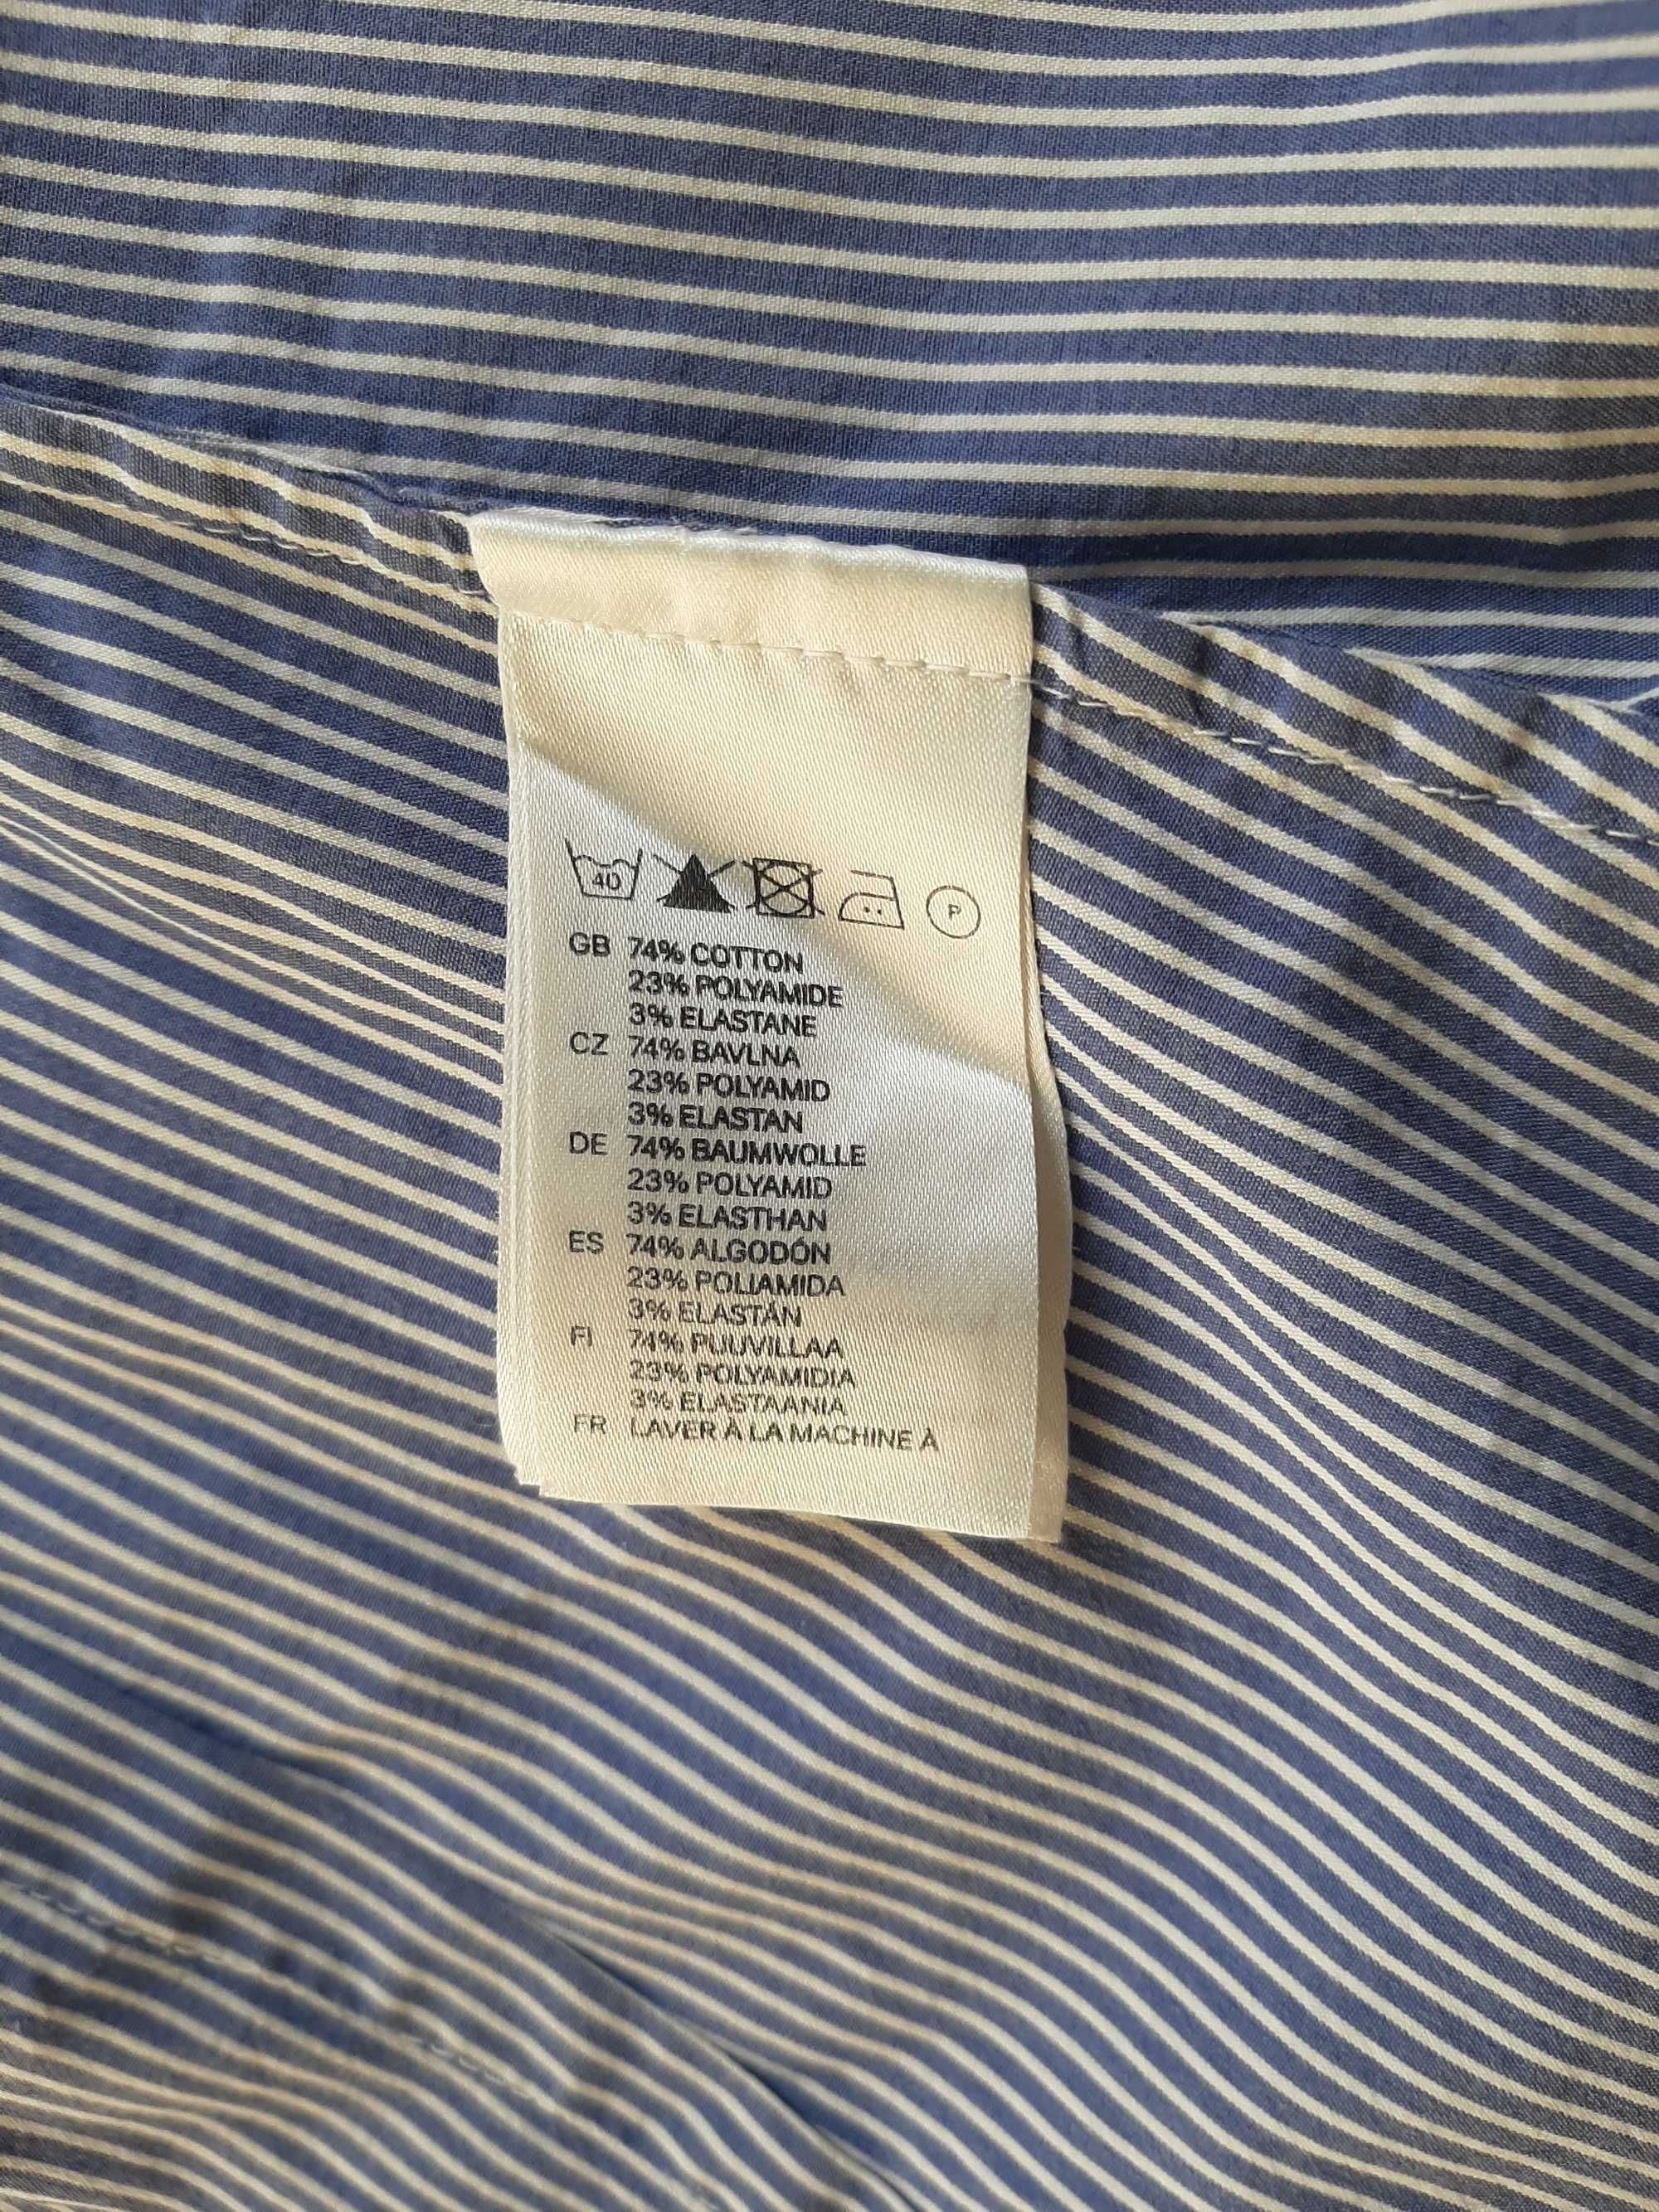 40 P
GB 74% COTTON
23% POLYAMIDE
3% ELASTANE
CZ 74% BAVLNA
23% POLYAMID
3% ELASTAN
DE 74% BAUMWOLLE
23% POLYAMID
3% ELASTHAN
ES 74% ALGODÓN
23% POLIAMIDA
3% ELASTÁN
FI 74% PUUVILLAA
23% POLYAMIDIA
3% ELASTAANIA
FR LAVER À LA MACHINE À